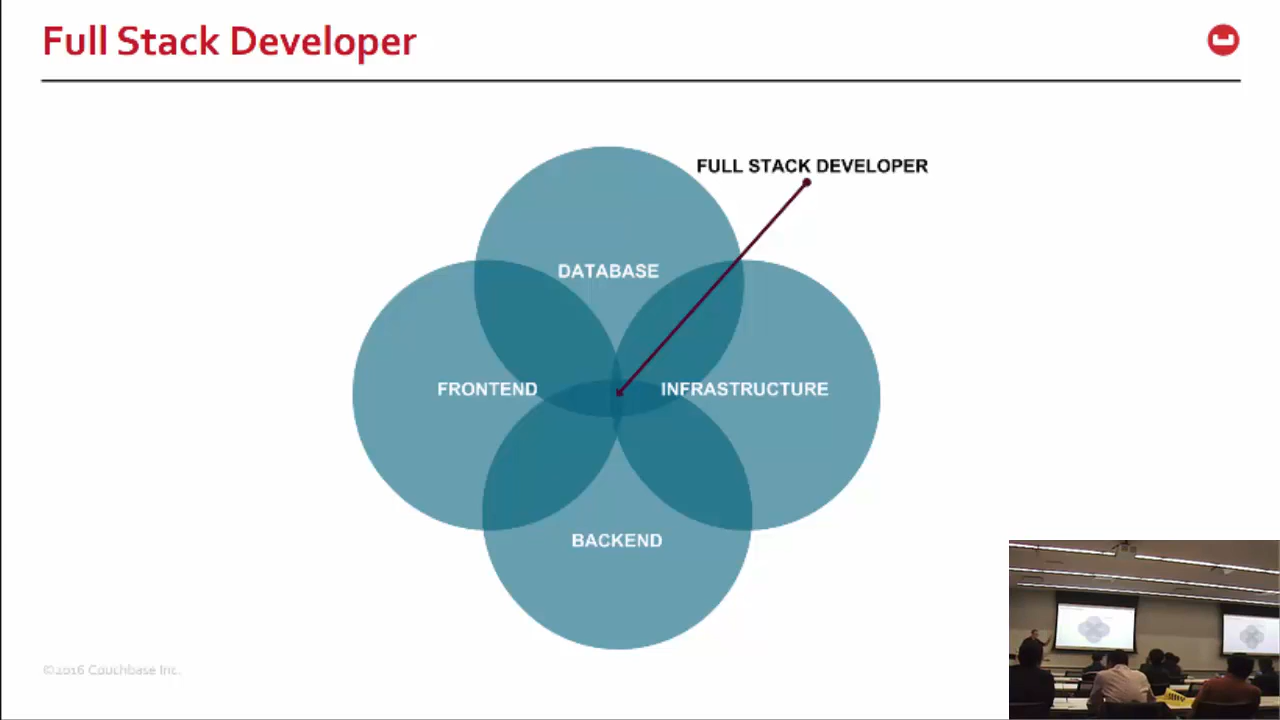 Full Stack Developer
FULL STACK DEVELOPER
DATABASE
FRONTEND
INFRASTRUCTURE
BACKEND
©2016 Couchbase Inc.